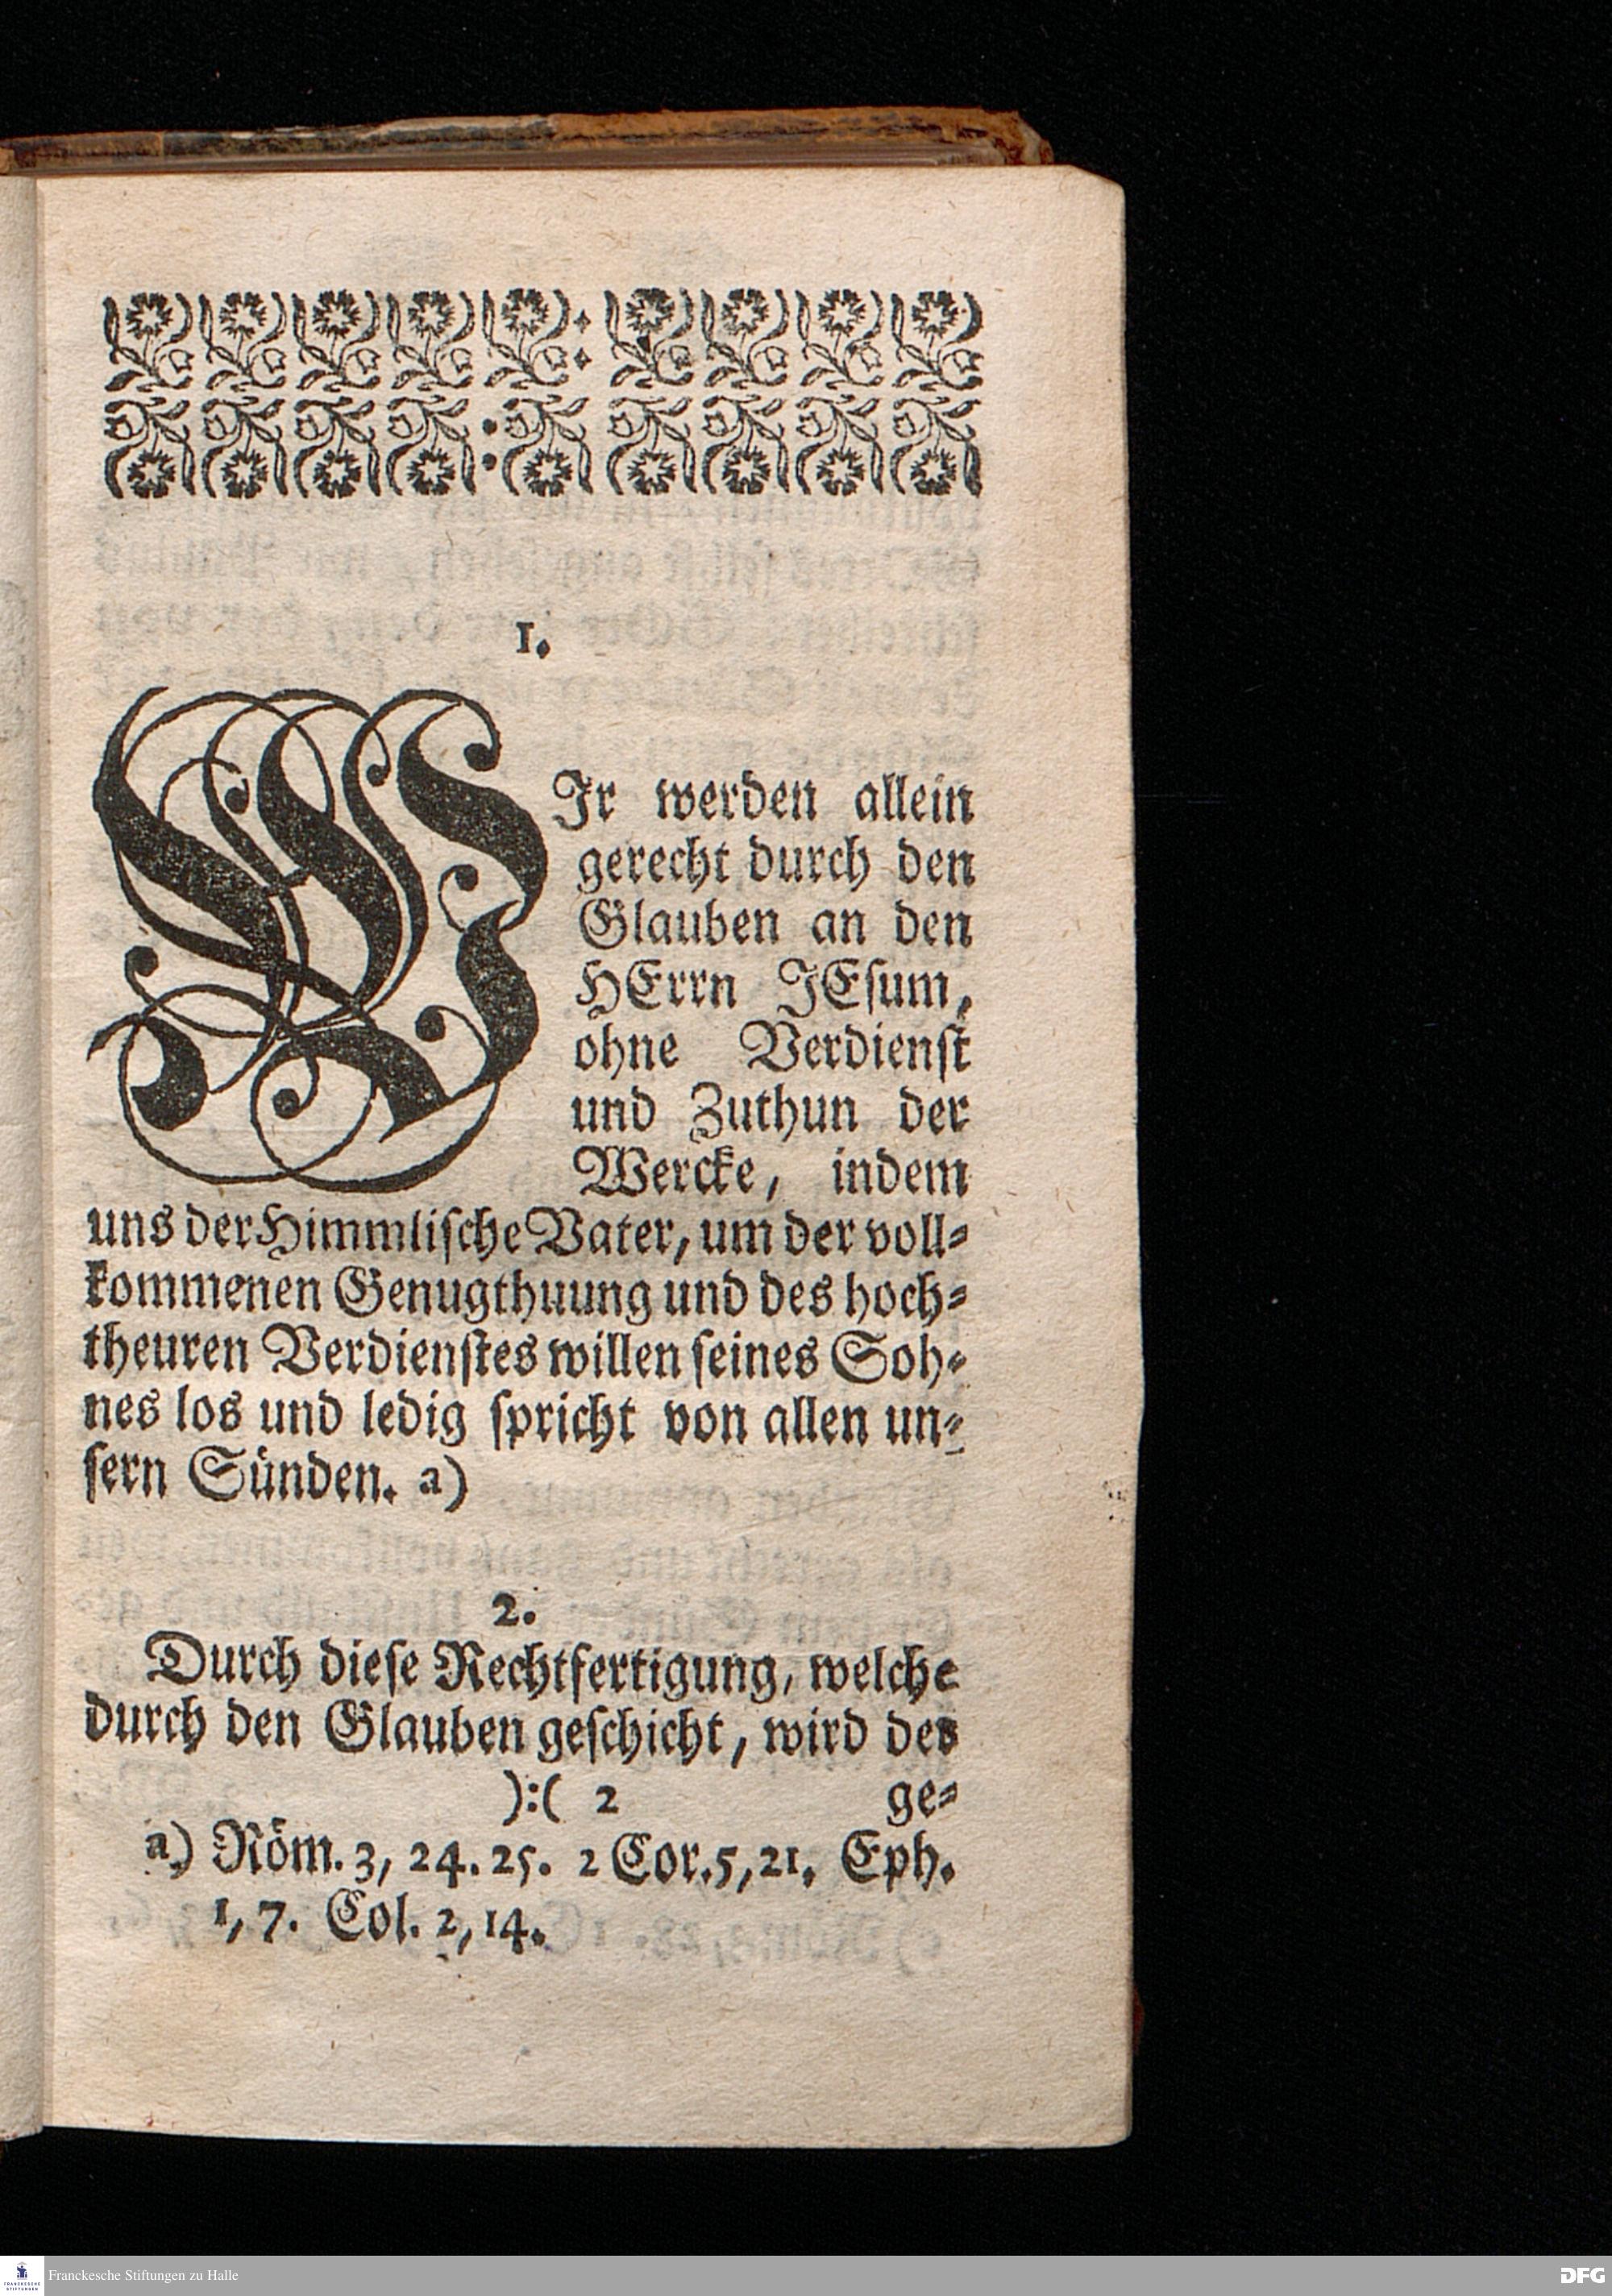 1.
WIr werden allein
gerecht durch den
Glauben an den
HErrn JEsum,
ohne Verdienst
und Zuthun der
Wercke, indem
uns der Himmlische Vater, um der voll-
kommenen Genugthuung und des hoch-
theuren Verdienstes willen seines Soh-
nes los und ledig spricht von allen un-
sern Sünden. a)
2.
Durch diese Rechtfertigung, welche
durch den Glauben geschicht, wird der
):( 2 ge-
a) Röm. 3, 24. 25. 2 Cor. 5, 21. Eph.
1, 7. Col. 2, 14.
FRANCKESCHE
STIFTUNGEN
Franckesche Stiftungen zu Halle
DFG